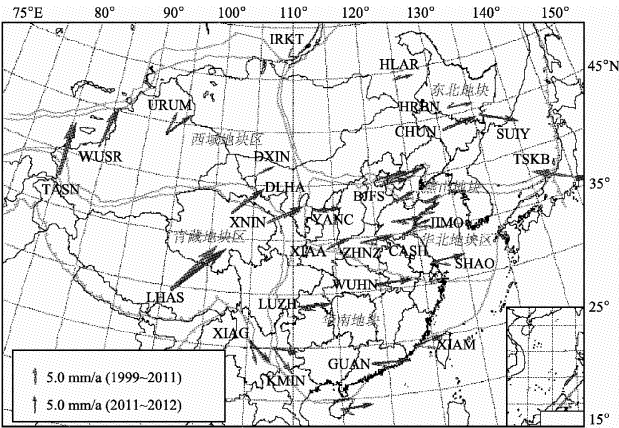 75°E 80° 90° 100° 110° 120° 130° 140° 150°
IRKT
45°N
HLAR
URUM
东北地块
HRBN
CHUN
SUIY
西域地块区
WUSR
DXIN
TSKB
TASN
DLHA
BJFS
35°
XNIN
YANC
JIMO
青藏地块区
XIAA
ZHNZ
CASH
华北地块区
SHAO
LHAS
LUZH
WUHN
25°
华南地块
XIAG
XIAM
GUAN
KMIN
5.0 mm/a (1999~2011)
5.0 mm/a (2011~2012)
15°